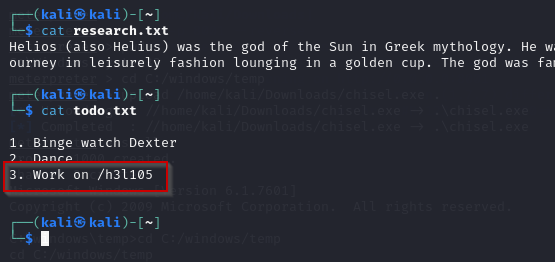 ┌──(kali㉿kali)-[~]
└─$ cat research.txt
Helios (also Helius) was the god of the Sun in Greek mythology. He wa
ourney in leisurely fashion lounging in a golden cup. The god was fam
┌──(kali㉿kali)-[~]
└─$ cat todo.txt
1. Binge watch Dexter
2. Dance
3. Work on /h3l105
┌──(kali㉿kali)-[~]
└─$